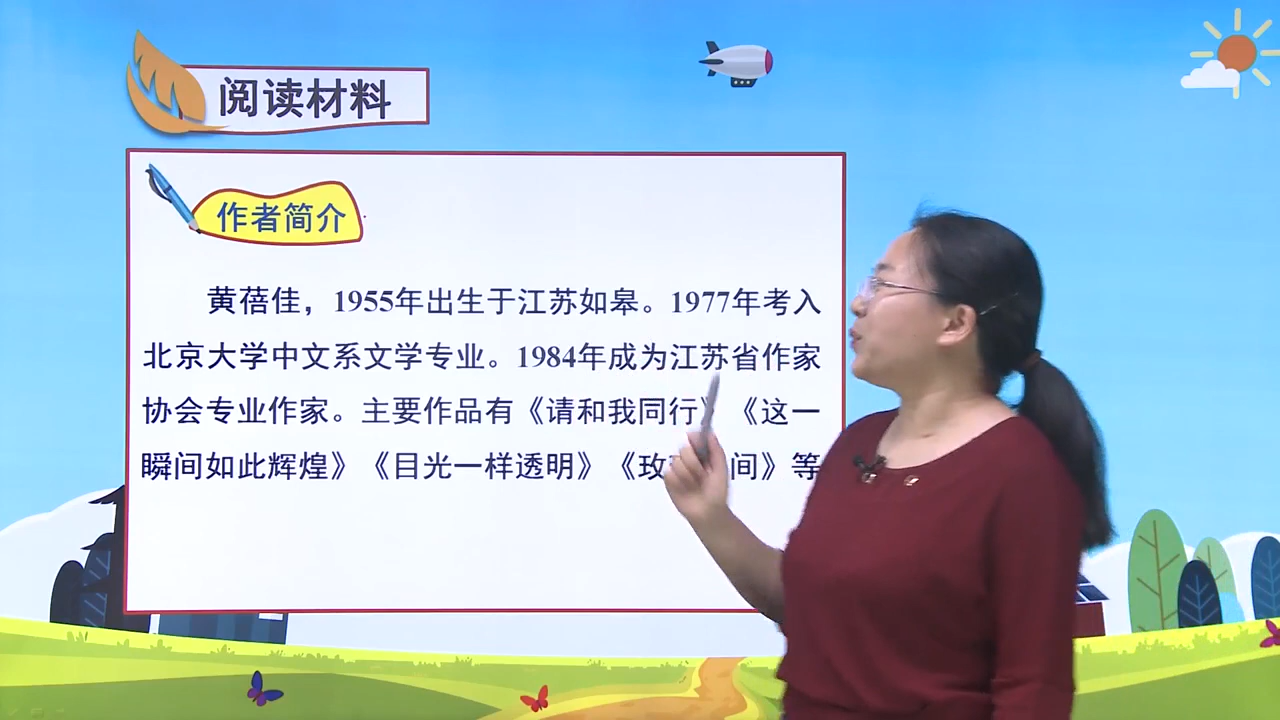 阅读材料
作者简介
黄蓓佳，1955年出生于江苏如皋。1977年考入
北京大学中文系文学专业。1984年成为江苏省作家
协会专业作家。主要作品有《请和我同行》《这一
瞬间如此辉煌》《目光一样透明》《玫 间》等